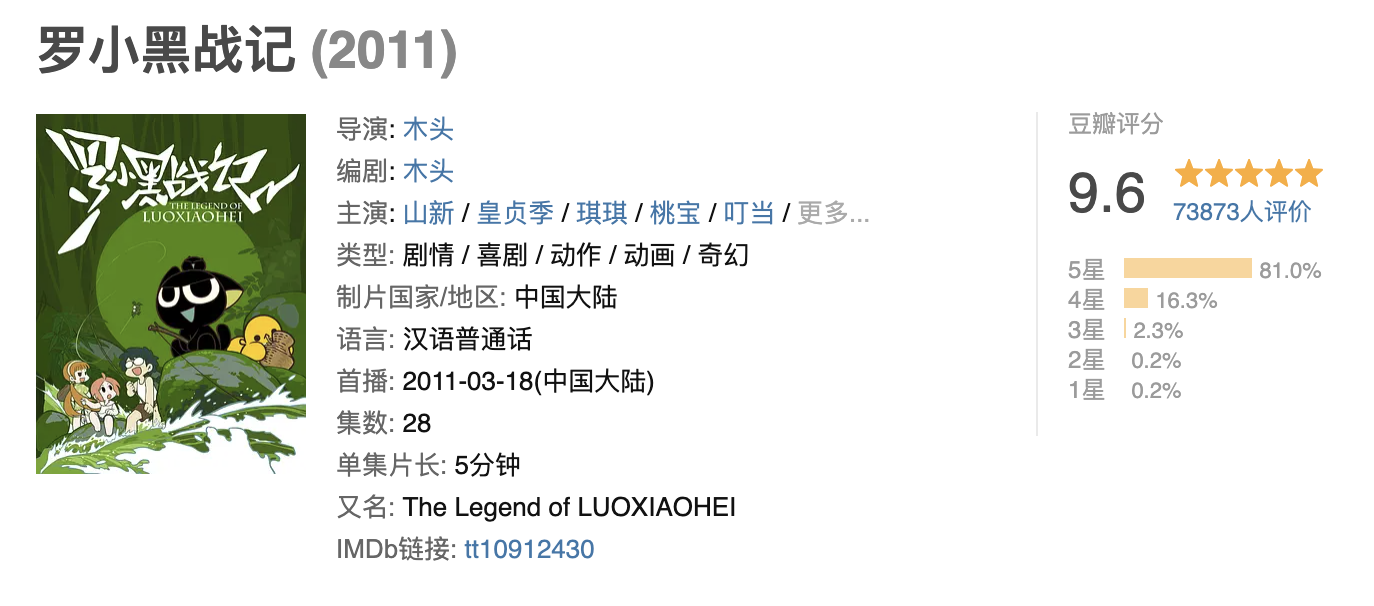 罗小黑战记 (2011)
罗小黑战记
THE LEGEND OF
LUOXIAOHEI
导演: 木头
编剧: 木头
主演: 山新 / 皇贞季 / 琪琪 / 桃宝 / 叮当 / 更多...
类型: 剧情 / 喜剧 / 动作 / 动画 / 奇幻
制片国家/地区: 中国大陆
语言: 汉语普通话
首播: 2011-03-18(中国大陆)
集数: 28
单集片长: 5分钟
又名: The Legend of LUOXIAOHEI
IMDb链接: tt10912430
豆瓣评分
9.6
73873人评价
5星 81.0%
4星 16.3%
3星 2.3%
2星 0.2%
1星 0.2%